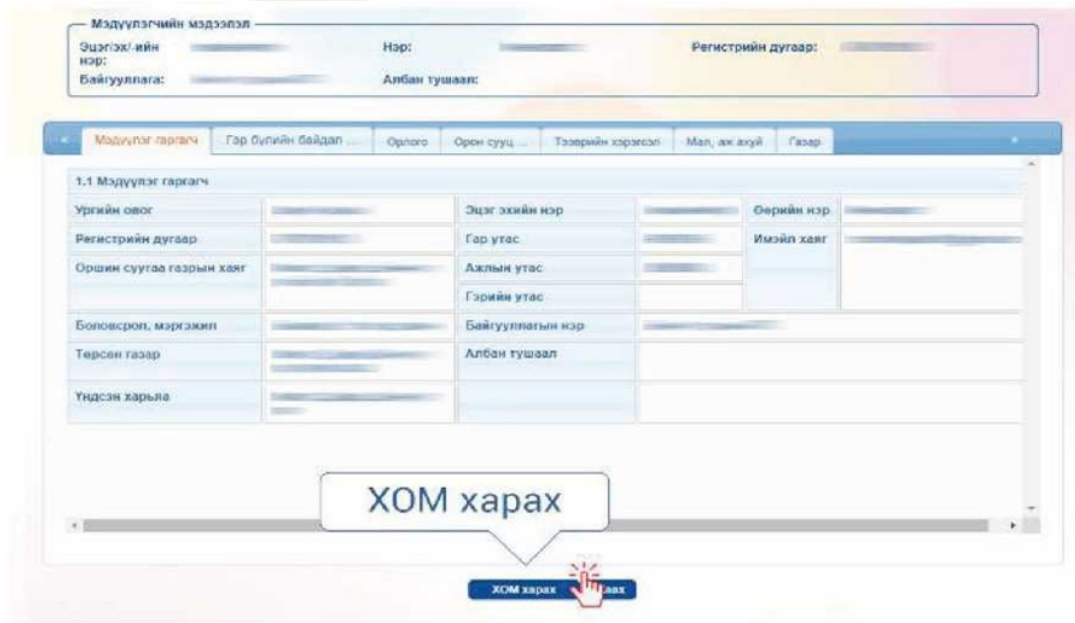 Мэдүүлэгчийн мэдээлэл
Эцэг/эх/-ийн нэр: Нэр: Регистрийн дугаар:
Байгууллага: Албан тушаал:
Мэдүүлэг гаргагч Гэр бүлийн байдал ... Орлого Орон сууц ... Тээврийн хэрэгсэл Мал, аж ахуй Газар
1.1 Мэдүүлэг гаргагч
Ургийн овог Эцэг эхийн нэр Өөрийн нэр
Регистрийн дугаар Гар утас Имэйл хаяг
Оршин суугаа газрын хаяг Ажлын утас
Гэрийн утас
Боловсрол, мэргэжил Байгууллагын нэр
Төрсөн газар Албан тушаал
Үндсэн харьяа
ХОМ харах
ХОМ харах